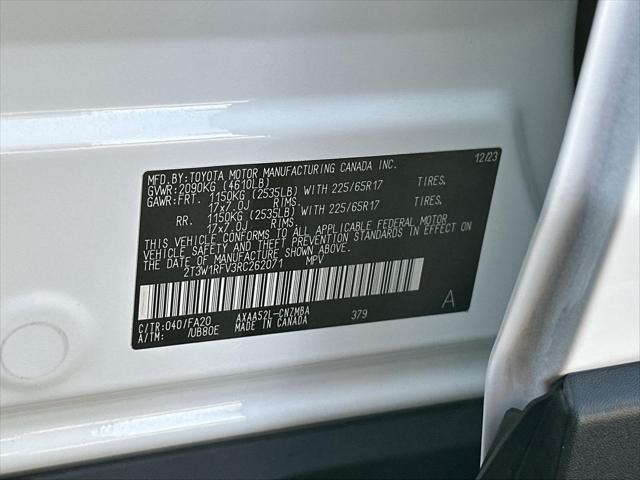 MFD.BY:TOYOTA MOTOR MANUFACTURING CANADA INC. 12/23
GVWR:2090KG (4610LB)
GAWR:FRT. 1150KG (2535LB) WITH 225/65R17 TIRES.
17x7.0J RIMS.
RR. 1150KG (2535LB) WITH 225/65R17 TIRES.
17x7.0J RIMS.
THIS VEHICLE CONFORMS TO ALL APPLICABLE FEDERAL MOTOR
VEHICLE SAFETY AND THEFT PREVENTION STANDARDS IN EFFECT ON
THE DATE OF MANUFACTURE SHOWN ABOVE.
2T3W1RFV3RC262071 MPV
C/TR:040/FA20 AXAA52L-CNZMBA 379 A
A/TM: /UB80E MADE IN CANADA